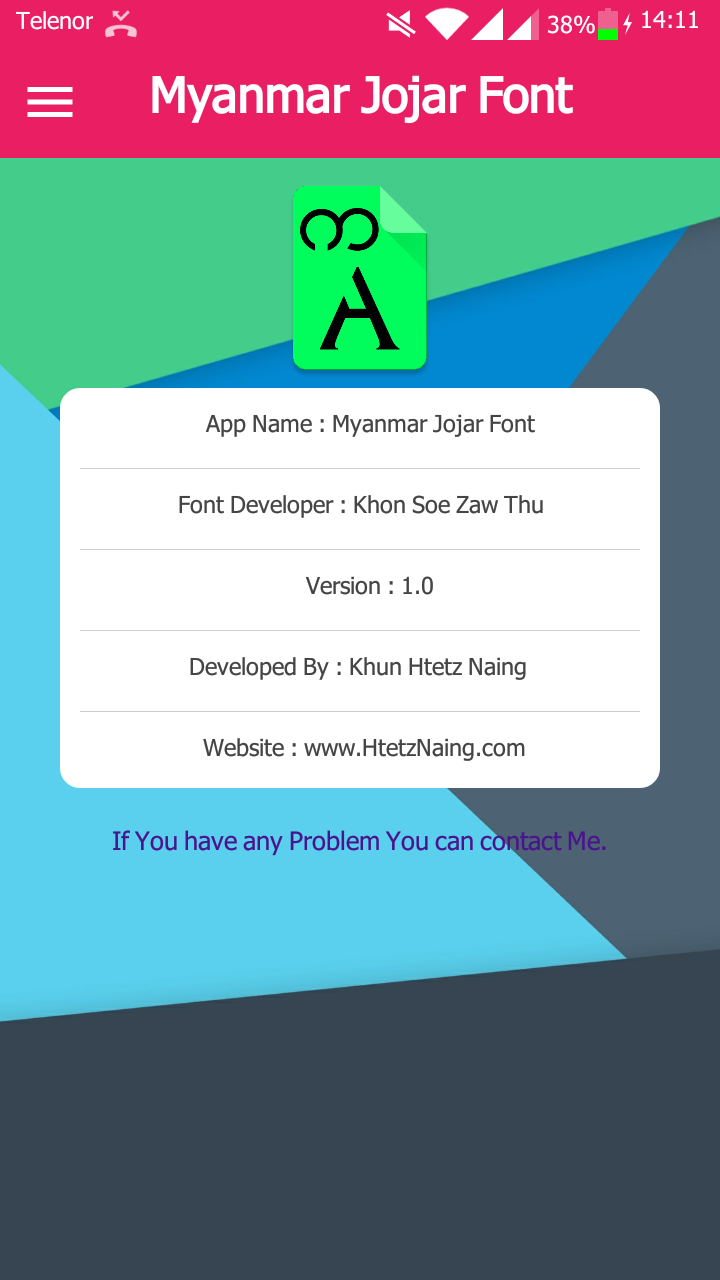 Telenor 38% 14:11
Myanmar Jojar Font
ဒ
A
App Name : Myanmar Jojar Font
Font Developer : Khon Soe Zaw Thu
Version : 1.0
Developed By : Khun Htetz Naing
Website : www.HtetzNaing.com
If You have any Problem You can contact Me.